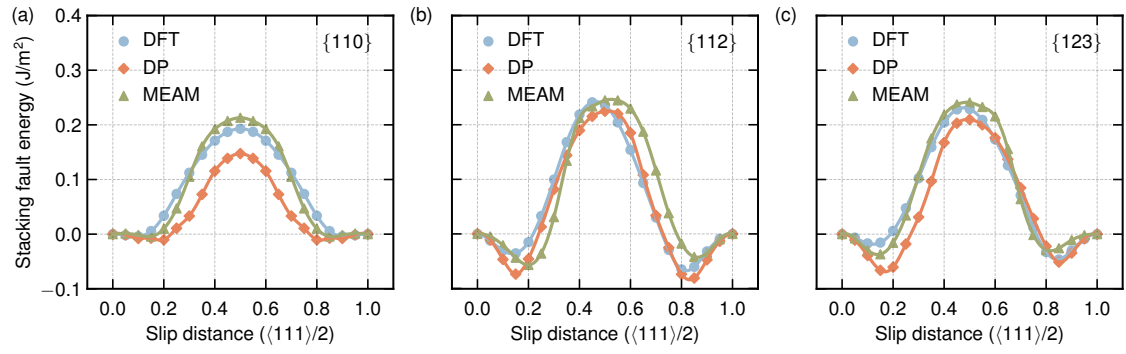 (a)
Stacking fault energy (J/m²)
0.4
0.3
0.2
0.1
0.0
−0.1
DFT
DP
MEAM
{110}
0.0 0.2 0.4 0.6 0.8 1.0
Slip distance (⟨111⟩/2)
(b)
DFT
DP
MEAM
{112}
0.0 0.2 0.4 0.6 0.8 1.0
Slip distance (⟨111⟩/2)
(c)
DFT
DP
MEAM
{123}
0.0 0.2 0.4 0.6 0.8 1.0
Slip distance (⟨111⟩/2)